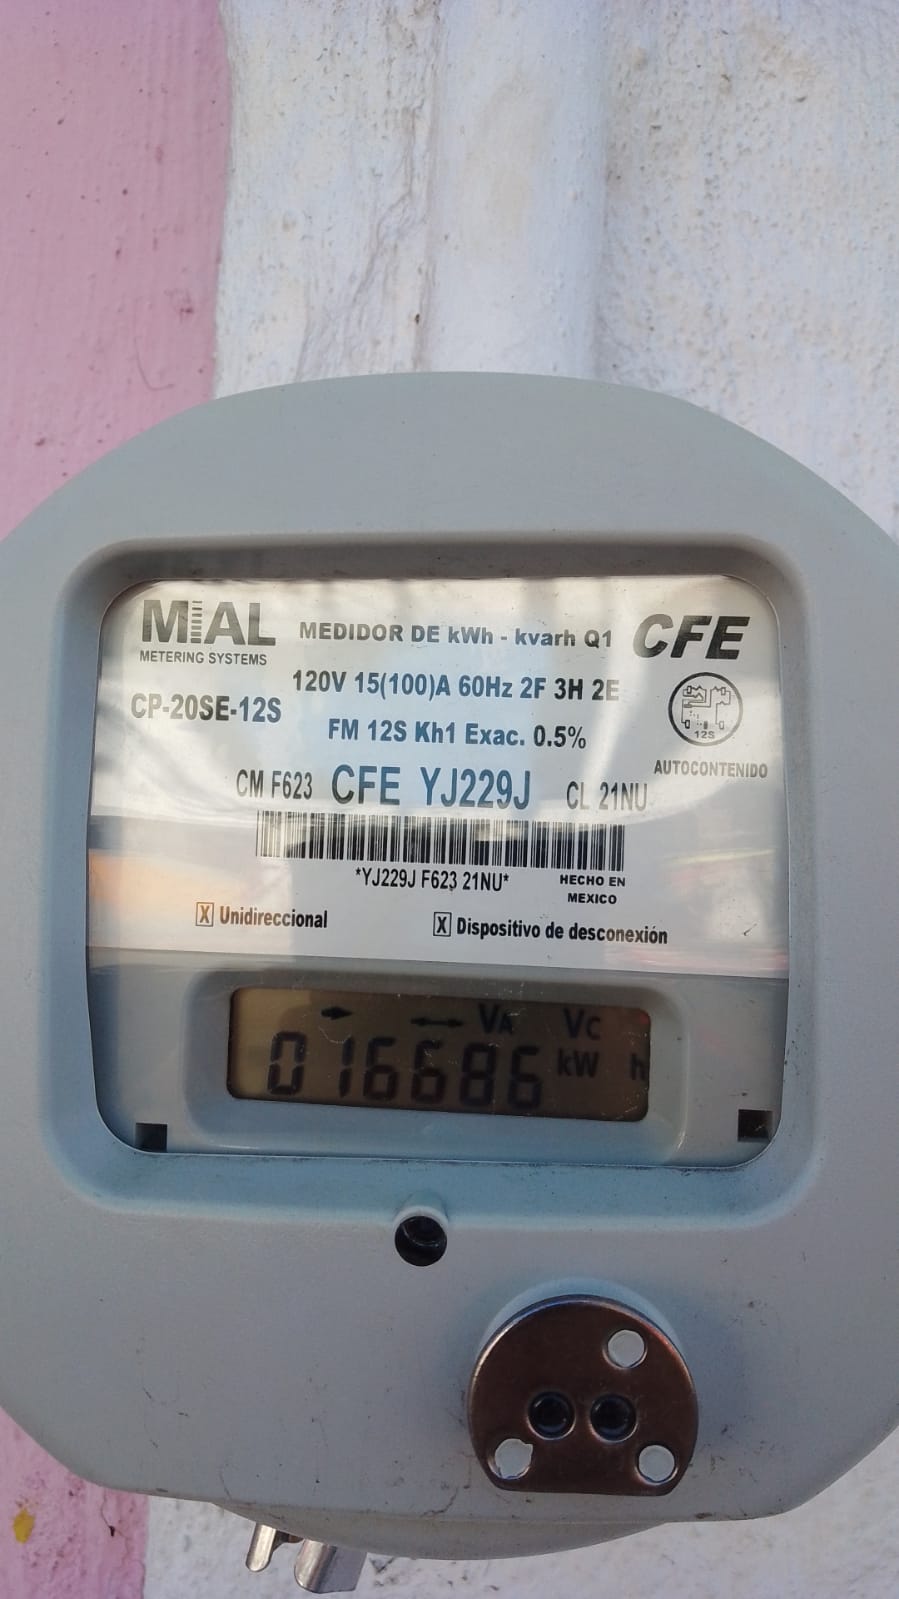 MIAL
METERING SYSTEMS
MEDIDOR DE kWh - kvarh Q1
CFE
CP-20SE-12S
120V 15(100)A 60Hz 2F 3H 2E
FM 12S Kh1 Exac. 0.5%
12S
AUTOCONTENIDO
CM F623 CFE YJ229J CL 21NU
*YJ229J F623 21NU*
HECHO EN
MEXICO
X Unidireccional
X Dispositivo de desconexión
VA VC
016686 kW h